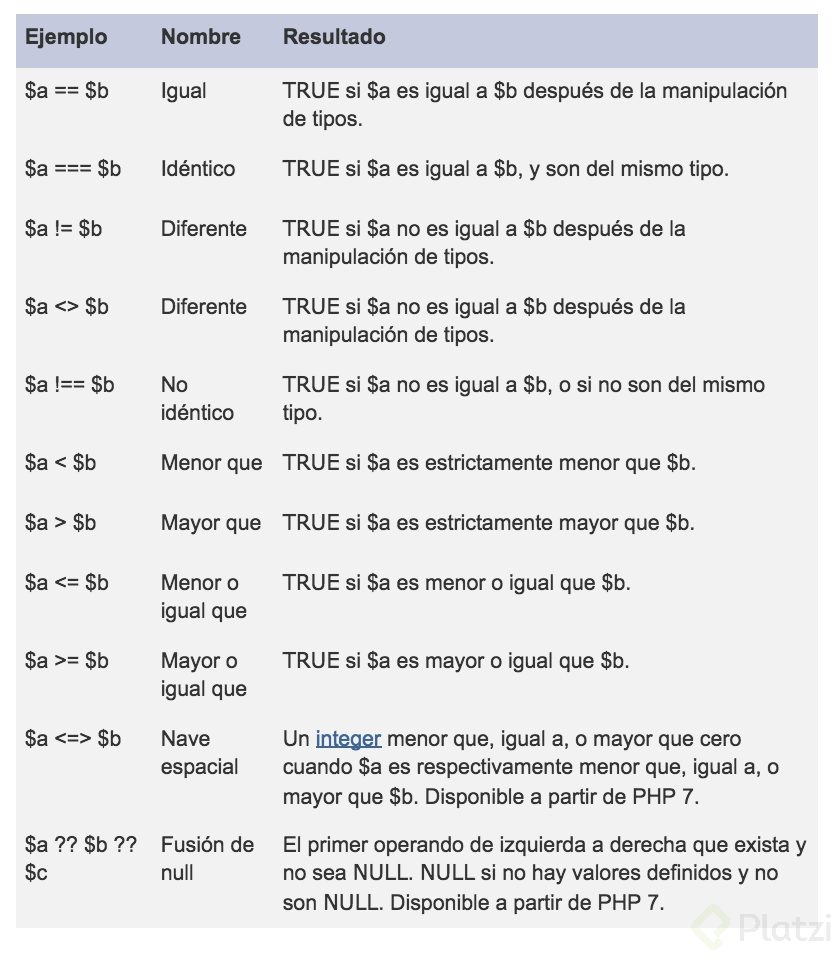 Ejemplo Nombre Resultado
$a == $b Igual TRUE si $a es igual a $b después de la manipulación
de tipos.
$a === $b Idéntico TRUE si $a es igual a $b, y son del mismo tipo.
$a != $b Diferente TRUE si $a no es igual a $b después de la
manipulación de tipos.
$a <> $b Diferente TRUE si $a no es igual a $b después de la
manipulación de tipos.
$a !== $b No TRUE si $a no es igual a $b, o si no son del mismo
idéntico tipo.
$a < $b Menor que TRUE si $a es estrictamente menor que $b.
$a > $b Mayor que TRUE si $a es estrictamente mayor que $b.
$a <= $b Menor o TRUE si $a es menor o igual que $b.
igual que
$a >= $b Mayor o TRUE si $a es mayor o igual que $b.
igual que
$a <=> $b Nave Un integer menor que, igual a, o mayor que cero
espacial cuando $a es respectivamente menor que, igual a, o
mayor que $b. Disponible a partir de PHP 7.
$a ?? $b ?? Fusión de El primer operando de izquierda a derecha que exista y
$c null no sea NULL. NULL si no hay valores definidos y no
son NULL. Disponible a partir de PHP 7.
Platzi